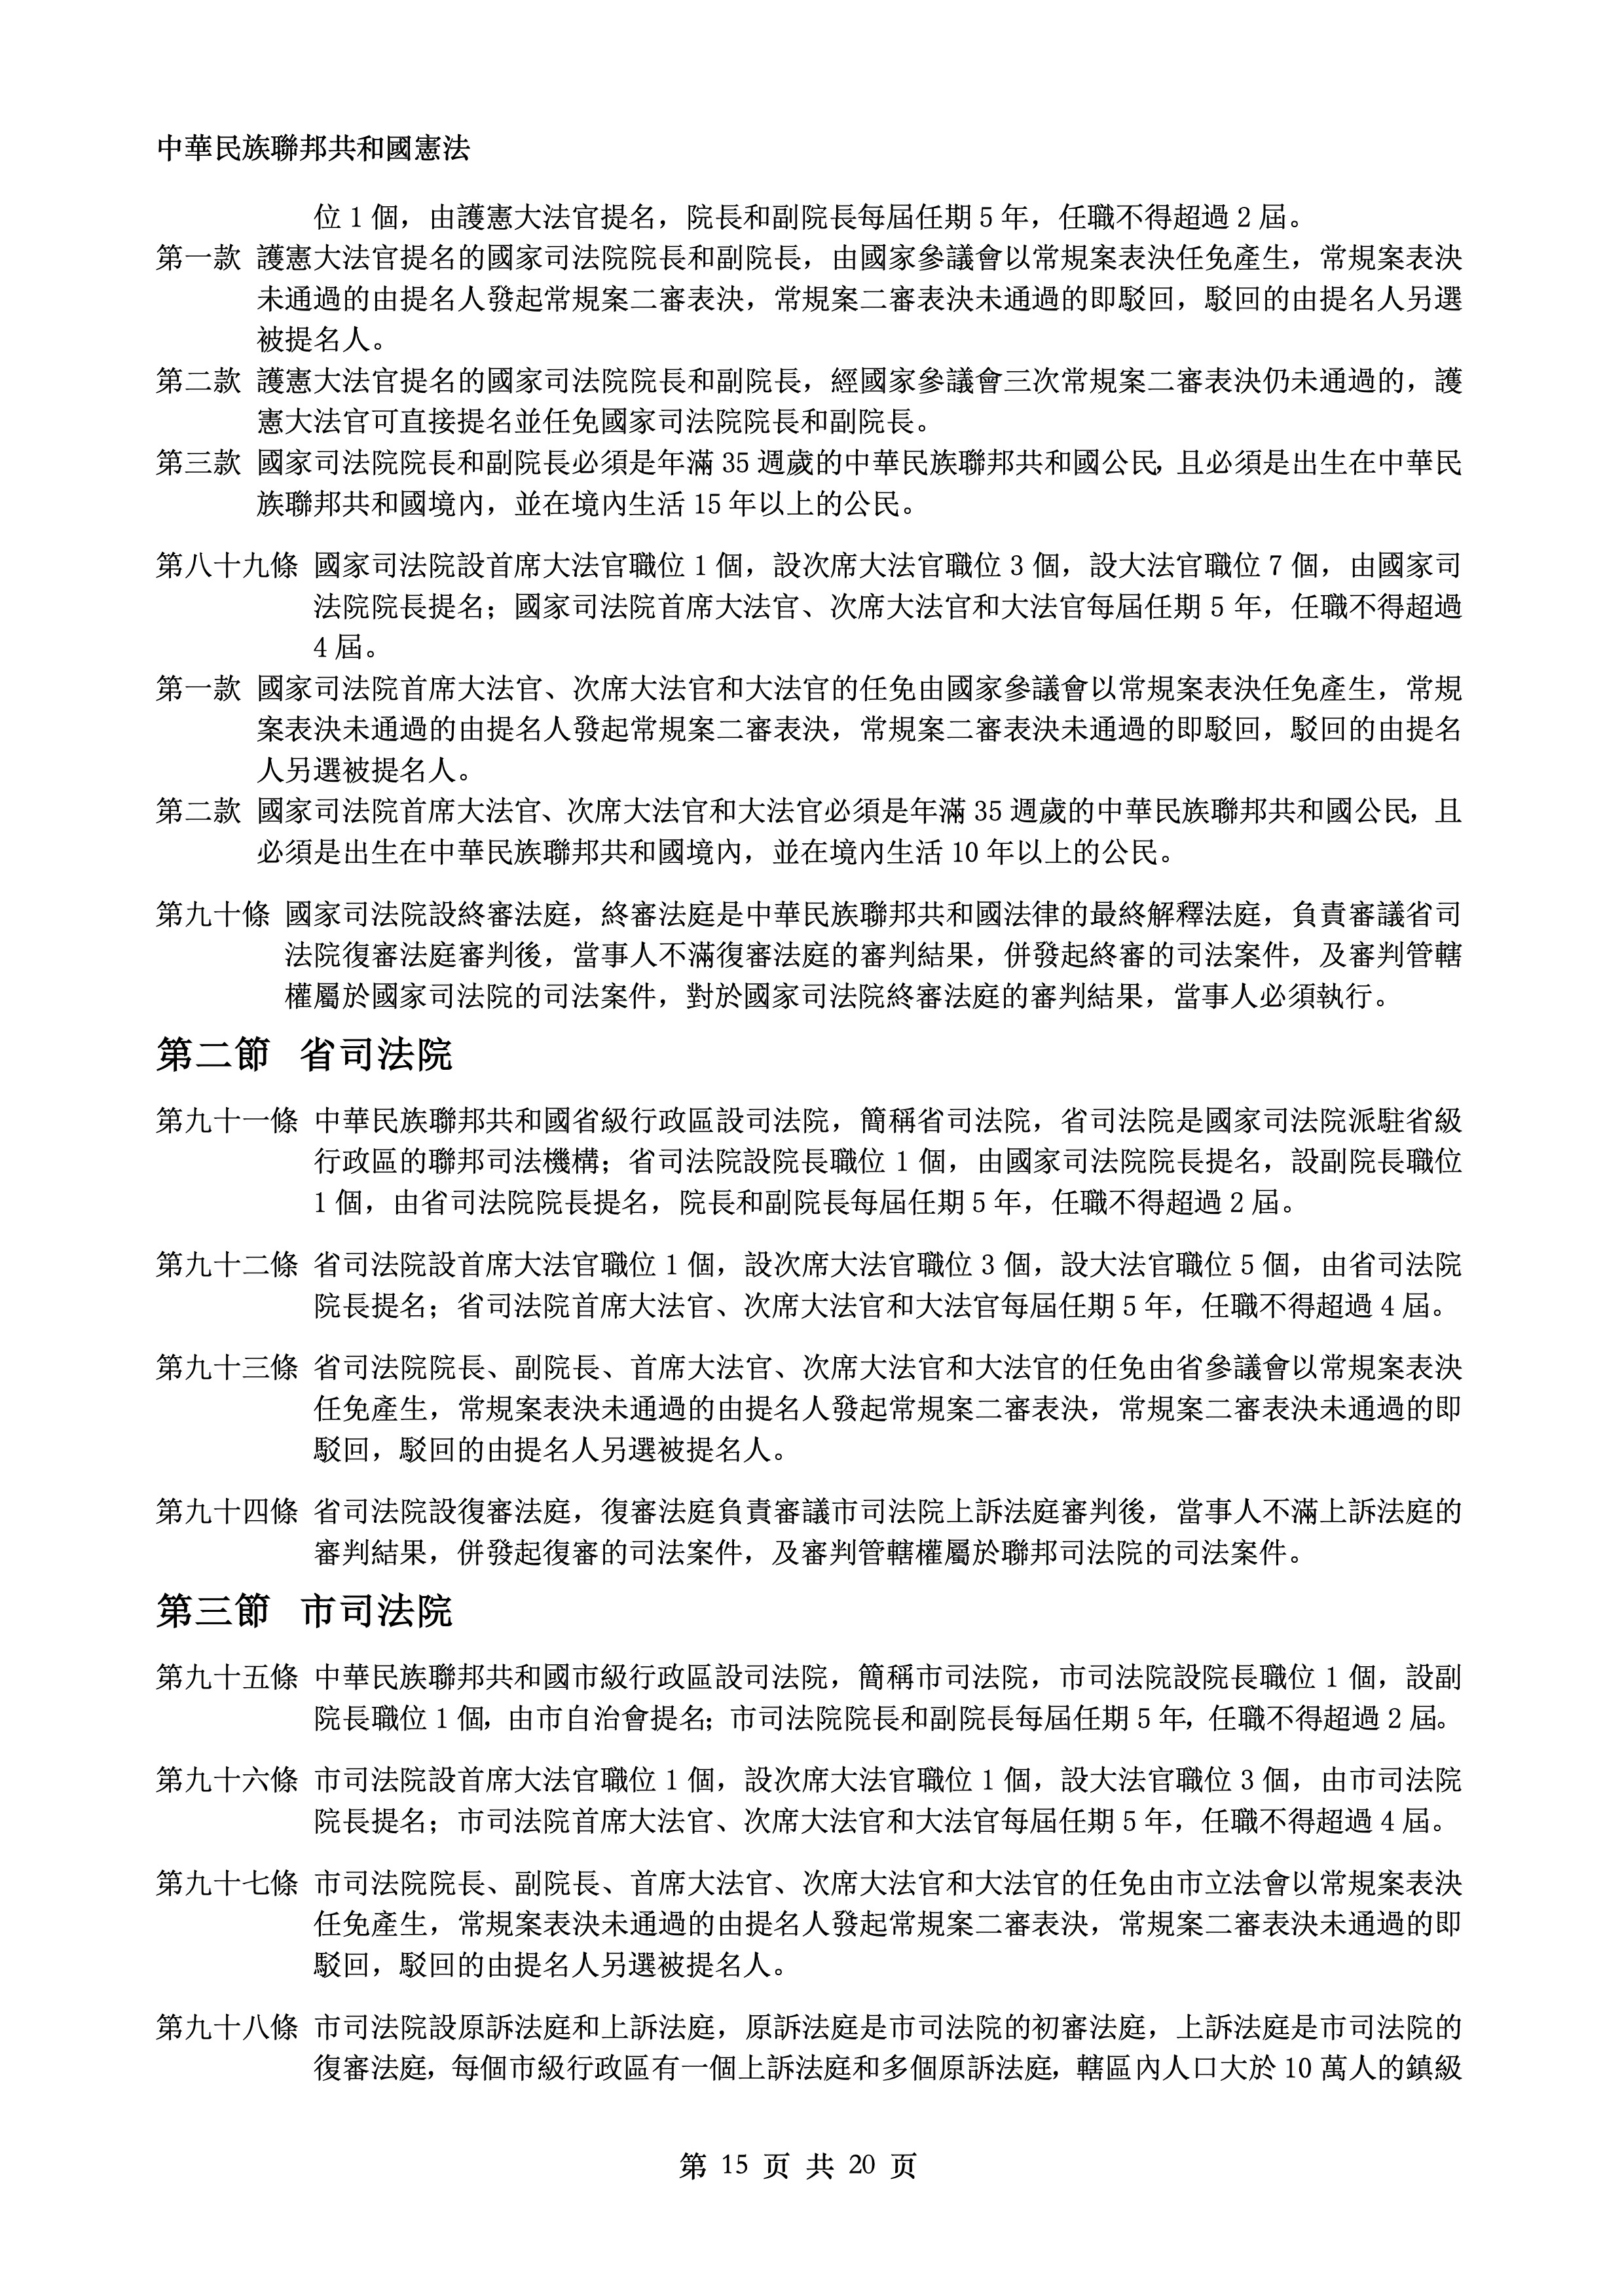 中華民族聯邦共和國憲法
位 1 個，由護憲大法官提名，院長和副院長每屆任期 5 年，任職不得超過 2 屆。
第一款 護憲大法官提名的國家司法院院長和副院長，由國家參議會以常規案表決任免產生，常規案表決
未通過的由提名人發起常規案二審表決，常規案二審表決未通過的即駁回，駁回的由提名人另選
被提名人。
第二款 護憲大法官提名的國家司法院院長和副院長，經國家參議會三次常規案二審表決仍未通過的，護
憲大法官可直接提名並任免國家司法院院長和副院長。
第三款 國家司法院院長和副院長必須是年滿 35 週歲的中華民族聯邦共和國公民，且必須是出生在中華民
族聯邦共和國境內，並在境內生活 15 年以上的公民。
第八十九條 國家司法院設首席大法官職位 1 個，設次席大法官職位 3 個，設大法官職位 7 個，由國家司
法院院長提名；國家司法院首席大法官、次席大法官和大法官每屆任期 5 年，任職不得超過
4 屆。
第一款 國家司法院首席大法官、次席大法官和大法官的任免由國家參議會以常規案表決任免產生，常規
案表決未通過的由提名人發起常規案二審表決，常規案二審表決未通過的即駁回，駁回的由提名
人另選被提名人。
第二款 國家司法院首席大法官、次席大法官和大法官必須是年滿 35 週歲的中華民族聯邦共和國公民，且
必須是出生在中華民族聯邦共和國境內，並在境內生活 10 年以上的公民。
第九十條 國家司法院設終審法庭，終審法庭是中華民族聯邦共和國法律的最終解釋法庭，負責審議省司
法院復審法庭審判後，當事人不滿復審法庭的審判結果，併發起終審的司法案件，及審判管轄
權屬於國家司法院的司法案件，對於國家司法院終審法庭的審判結果，當事人必須執行。
第二節 省司法院
第九十一條 中華民族聯邦共和國省級行政區設司法院，簡稱省司法院，省司法院是國家司法院派駐省級
行政區的聯邦司法機構；省司法院設院長職位 1 個，由國家司法院院長提名，設副院長職位
1 個，由省司法院院長提名，院長和副院長每屆任期 5 年，任職不得超過 2 屆。
第九十二條 省司法院設首席大法官職位 1 個，設次席大法官職位 3 個，設大法官職位 5 個，由省司法院
院長提名；省司法院首席大法官、次席大法官和大法官每屆任期 5 年，任職不得超過 4 屆。
第九十三條 省司法院院長、副院長、首席大法官、次席大法官和大法官的任免由省參議會以常規案表決
任免產生，常規案表決未通過的由提名人發起常規案二審表決，常規案二審表決未通過的即
駁回，駁回的由提名人另選被提名人。
第九十四條 省司法院設復審法庭，復審法庭負責審議市司法院上訴法庭審判後，當事人不滿上訴法庭的
審判結果，併發起復審的司法案件，及審判管轄權屬於聯邦司法院的司法案件。
第三節 市司法院
第九十五條 中華民族聯邦共和國市級行政區設司法院，簡稱市司法院，市司法院設院長職位 1 個，設副
院長職位 1 個，由市自治會提名；市司法院院長和副院長每屆任期 5 年，任職不得超過 2 屆。
第九十六條 市司法院設首席大法官職位 1 個，設次席大法官職位 1 個，設大法官職位 3 個，由市司法院
院長提名；市司法院首席大法官、次席大法官和大法官每屆任期 5 年，任職不得超過 4 屆。
第九十七條 市司法院院長、副院長、首席大法官、次席大法官和大法官的任免由市立法會以常規案表決
任免產生，常規案表決未通過的由提名人發起常規案二審表決，常規案二審表決未通過的即
駁回，駁回的由提名人另選被提名人。
第九十八條 市司法院設原訴法庭和上訴法庭，原訴法庭是市司法院的初審法庭，上訴法庭是市司法院的
復審法庭，每個市級行政區有一個上訴法庭和多個原訴法庭，轄區內人口大於 10 萬人的鎮級
第 15 页 共 20 页